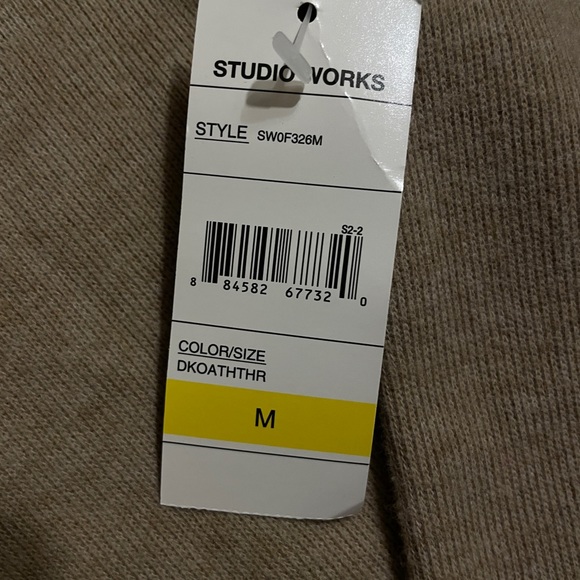 STUDIO WORKS
STYLE SW0F326M
S2-2
8 84582 67732 0
COLOR/SIZE
DKOATHTHR
M